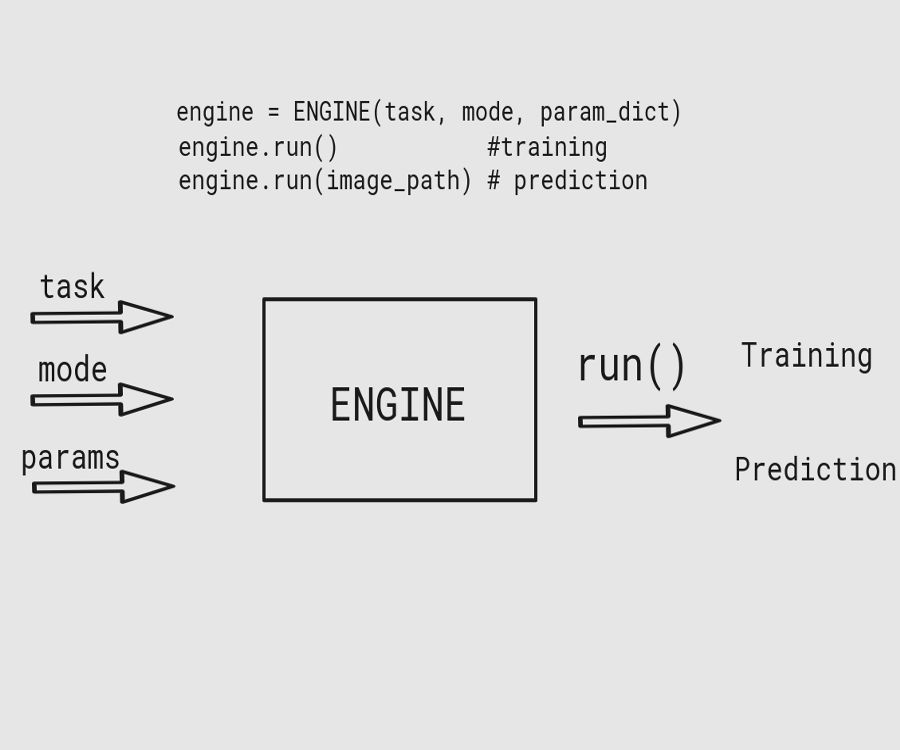 engine = ENGINE(task, mode, param_dict)
engine.run() #training
engine.run(image_path) # prediction
task
mode
params
ENGINE
run()
Training
Prediction